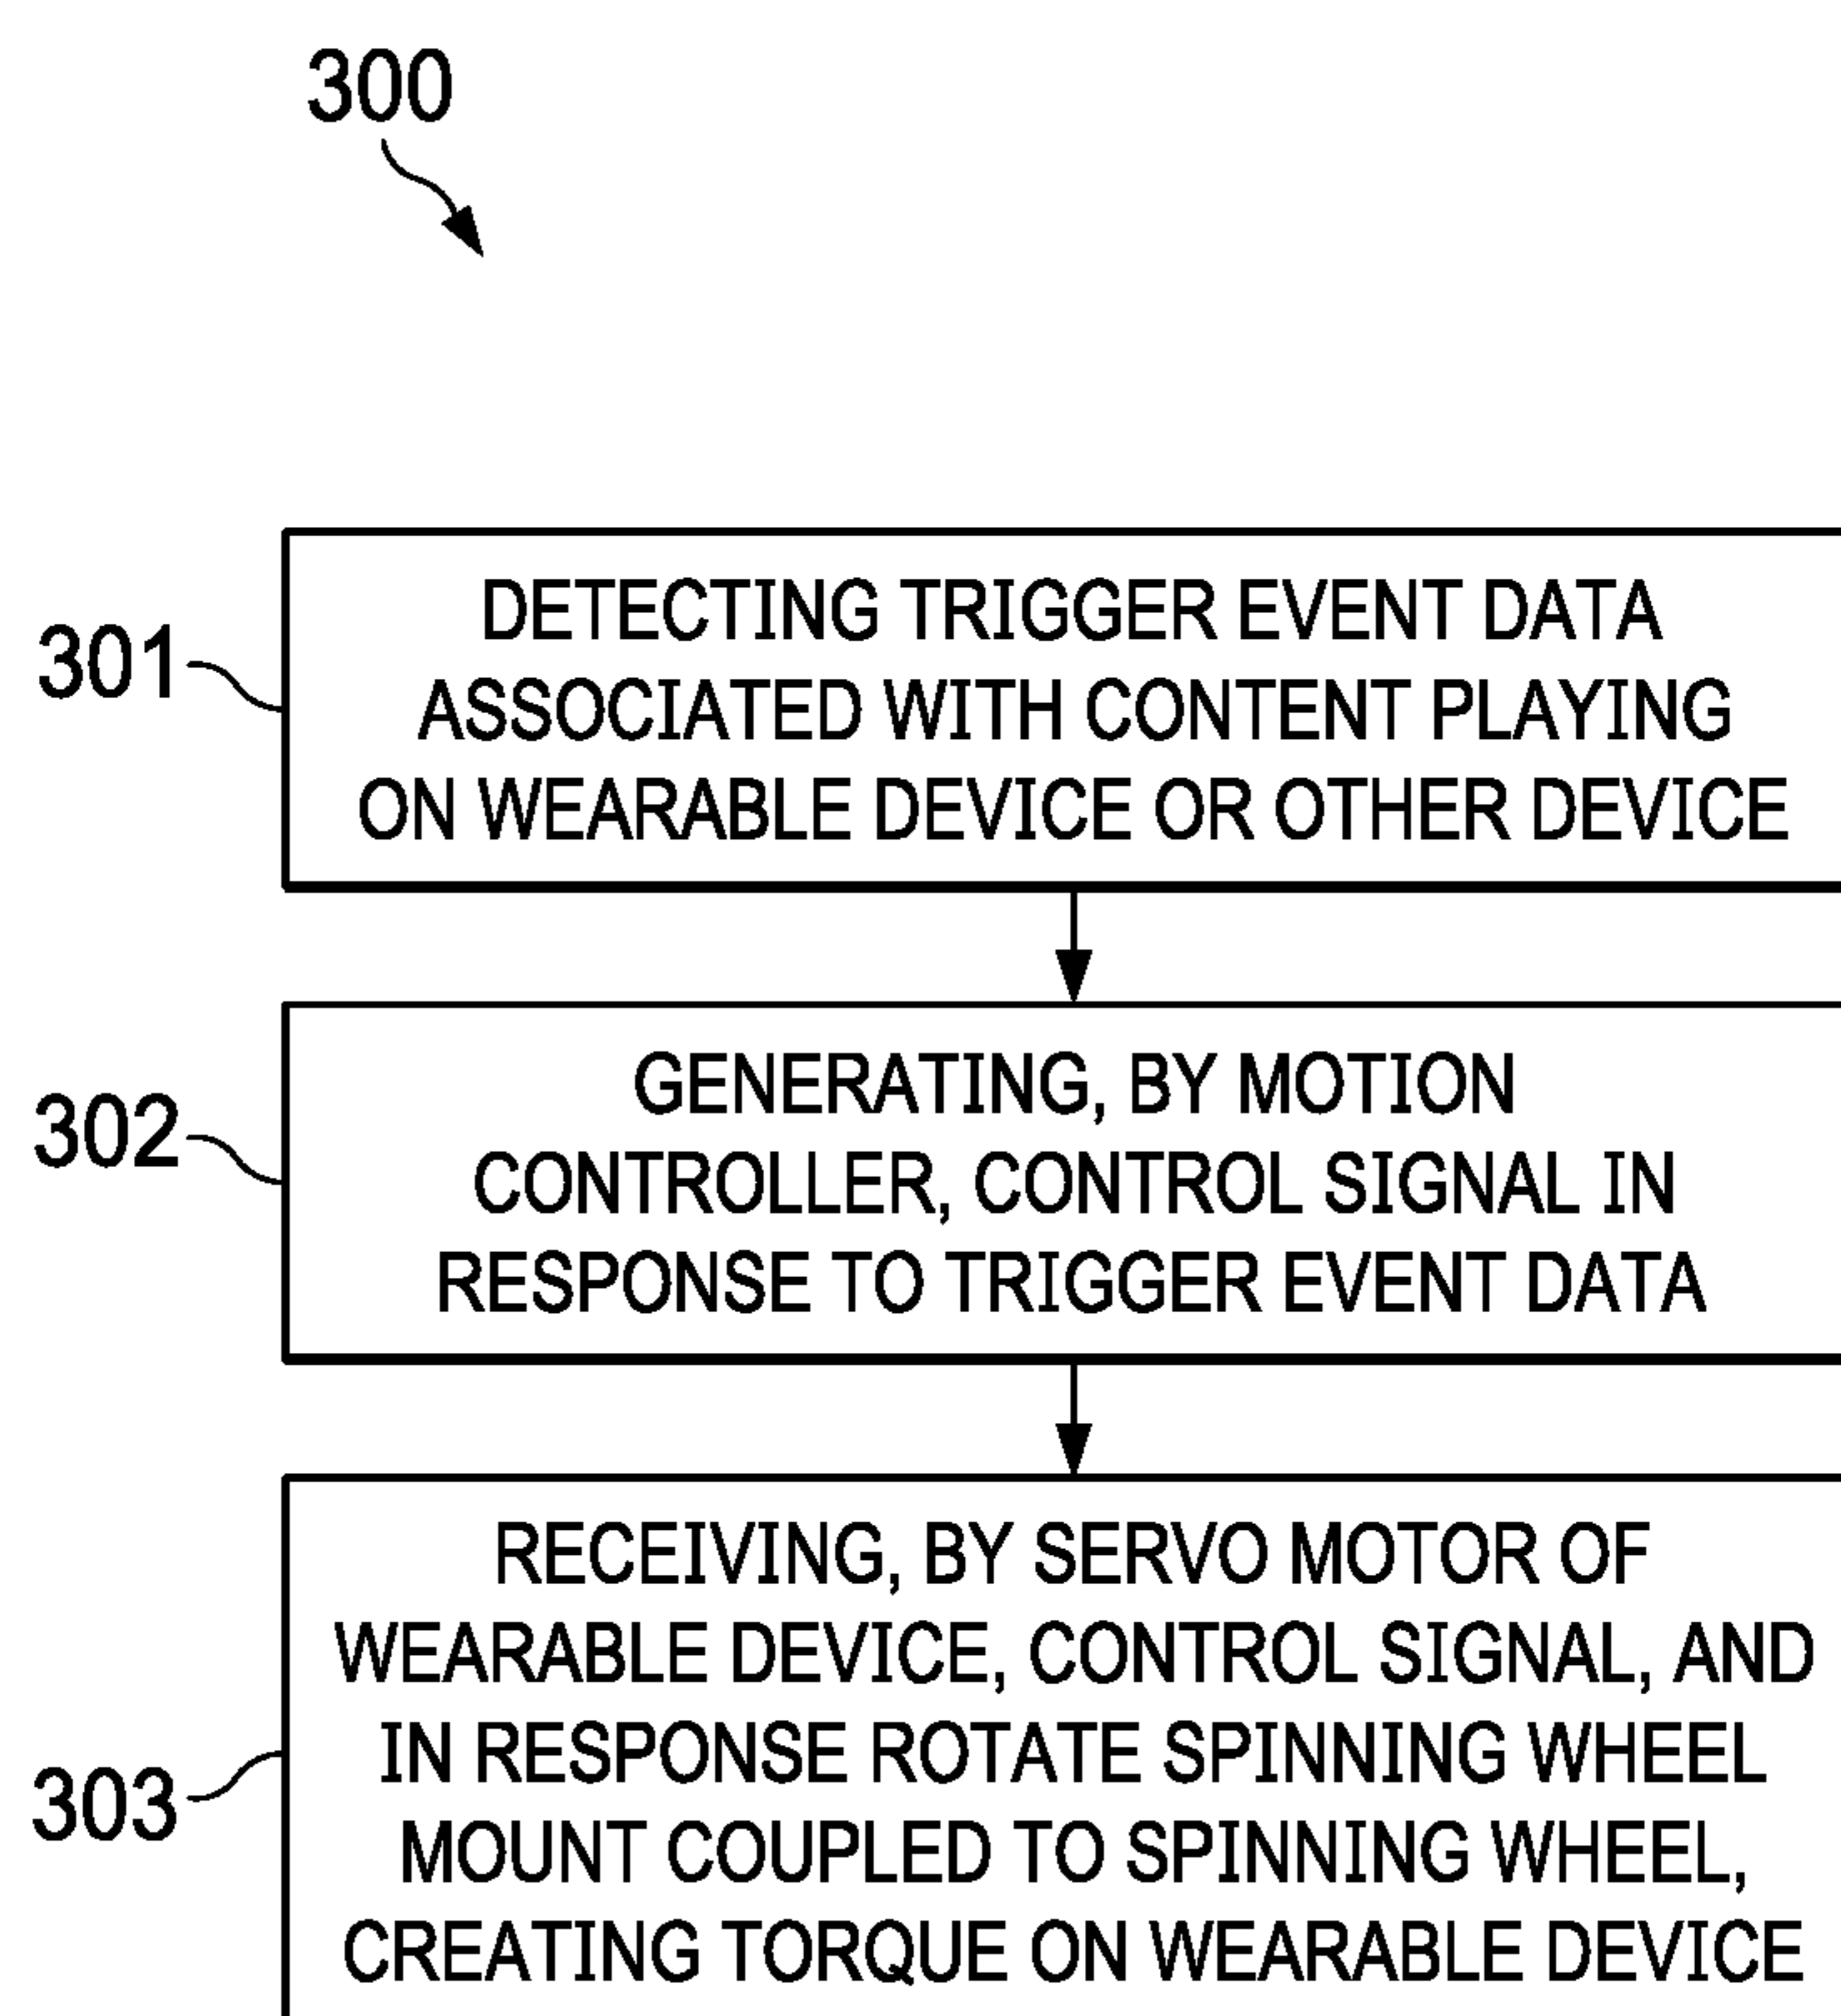 300
301
DETECTING TRIGGER EVENT DATA
ASSOCIATED WITH CONTENT PLAYING
ON WEARABLE DEVICE OR OTHER DEVICE
302
GENERATING, BY MOTION
CONTROLLER, CONTROL SIGNAL IN
RESPONSE TO TRIGGER EVENT DATA
303
RECEIVING, BY SERVO MOTOR OF
WEARABLE DEVICE, CONTROL SIGNAL, AND
IN RESPONSE ROTATE SPINNING WHEEL
MOUNT COUPLED TO SPINNING WHEEL,
CREATING TORQUE ON WEARABLE DEVICE